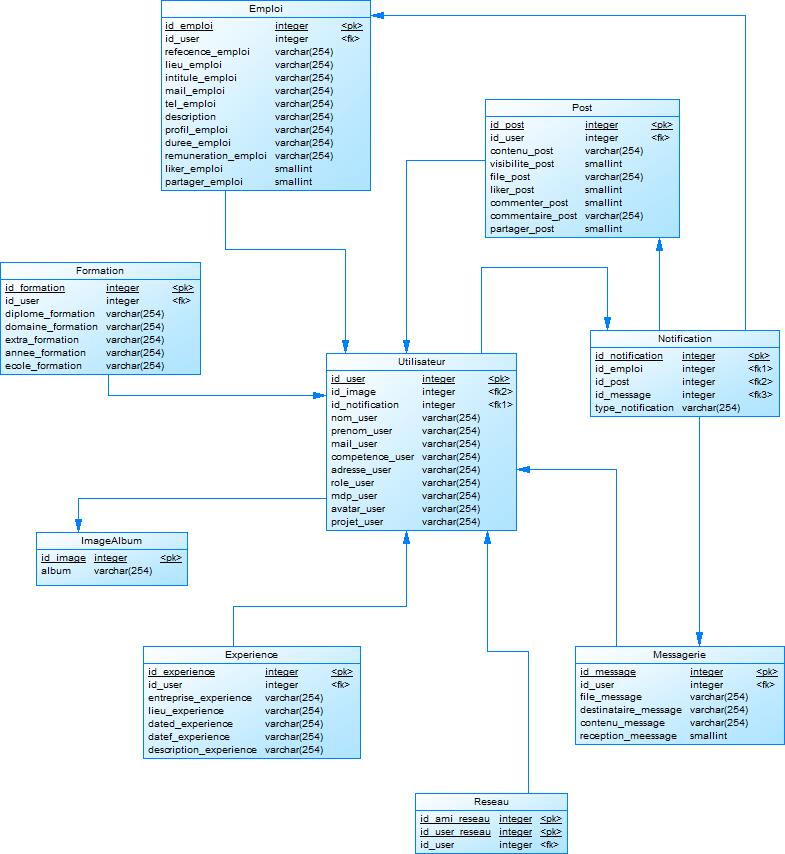 Emploi
id_emploi integer <pk>
id_user integer <fk>
refecence_emploi varchar(254)
lieu_emploi varchar(254)
intitule_emploi varchar(254)
mail_emploi varchar(254)
tel_emploi varchar(254)
description varchar(254)
profil_emploi varchar(254)
duree_emploi varchar(254)
remuneration_emploi varchar(254)
liker_emploi smallint
partager_emploi smallint
Post
id_post integer <pk>
id_user integer <fk>
contenu_post varchar(254)
visibilite_post smallint
file_post varchar(254)
liker_post smallint
commenter_post smallint
commentaire_post varchar(254)
partager_post smallint
Formation
id_formation integer <pk>
id_user integer <fk>
diplome_formation varchar(254)
domaine_formation varchar(254)
extra_formation varchar(254)
annee_formation varchar(254)
ecole_formation varchar(254)
Notification
id_notification integer <pk>
id_emploi integer <fk1>
id_post integer <fk2>
id_message integer <fk3>
type_notification varchar(254)
Utilisateur
id_user integer <pk>
id_image integer <fk2>
id_notification integer <fk1>
nom_user varchar(254)
prenom_user varchar(254)
mail_user varchar(254)
competence_user varchar(254)
adresse_user varchar(254)
role_user varchar(254)
mdp_user varchar(254)
avatar_user varchar(254)
projet_user varchar(254)
ImageAlbum
id_image integer <pk>
album varchar(254)
Experience
id_experience integer <pk>
id_user integer <fk>
entreprise_experience varchar(254)
lieu_experience varchar(254)
dated_experience varchar(254)
datef_experience varchar(254)
description_experience varchar(254)
Messagerie
id_message integer <pk>
id_user integer <fk>
file_message varchar(254)
destinataire_message varchar(254)
contenu_message varchar(254)
reception_meessage smallint
Reseau
id_ami_reseau integer <pk>
id_user_reseau integer <pk>
id_user integer <fk>